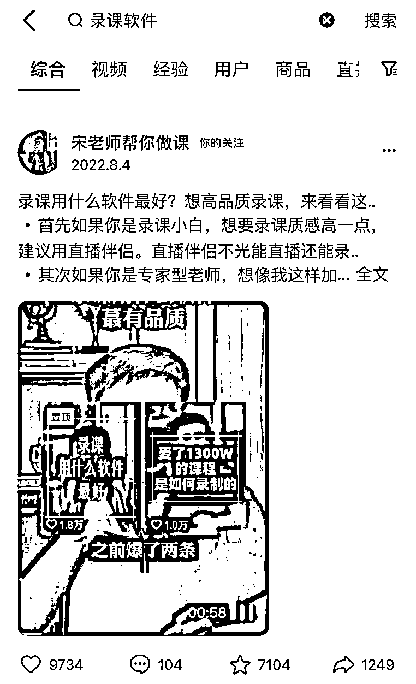 录课软件 搜索
综合 视频 经验 用户 商品
宋老师帮你做课 你的关注
2022.8.4
录课用什么软件最好？想高品质录课，来看看这..
·首先如果你是录课小白，想要录课质感高一点，
建议用直播伴侣。直播伴侣不光能直播还能录..
·其次如果你是专家型老师，想像我这样加... 全文
最有品质
置顶
录课
用什么软件
最好
1.8万
卖了1300W
的课程
是如何录制的
1.0万
之前爆了两条
00:58
9734 104 7104 1249